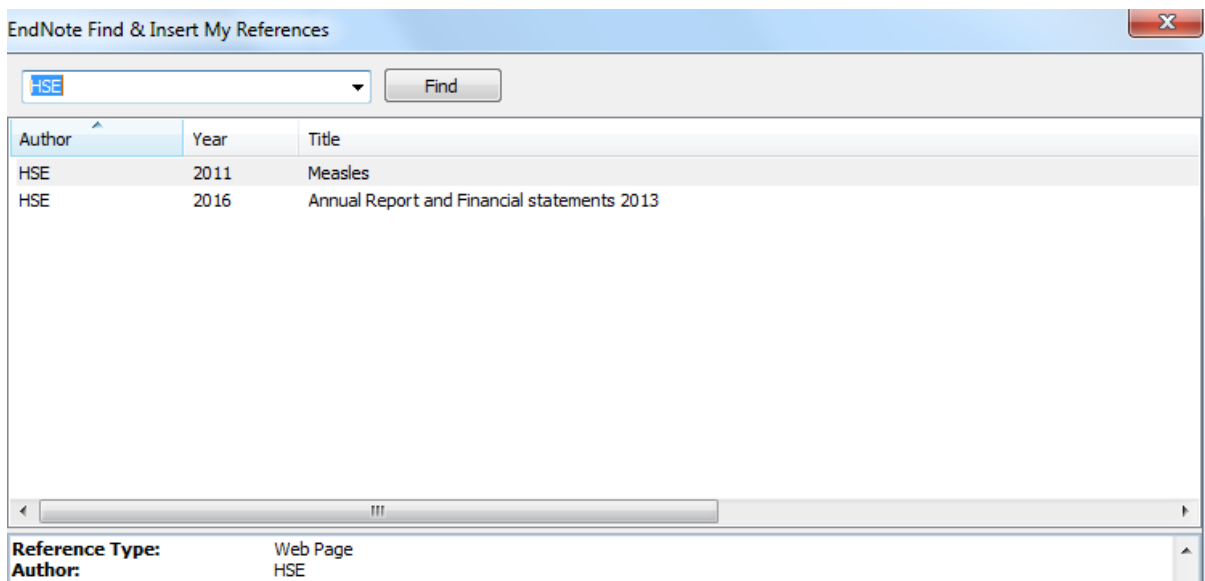 EndNote Find & Insert My References
HSE Find
Author Year Title
HSE 2011 Measles
HSE 2016 Annual Report and Financial statements 2013
Reference Type: Web Page
Author: HSE